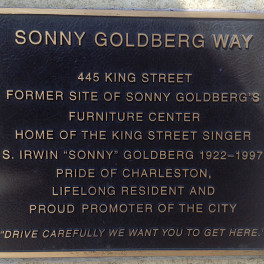 SONNY GOLDBERG WAY
445 KING STREET
FORMER SITE OF SONNY GOLDBERG'S
FURNITURE CENTER
HOME OF THE KING STREET SINGER
S. IRWIN "SONNY" GOLDBERG 1922–1997
PRIDE OF CHARLESTON,
LIFELONG RESIDENT AND
PROUD PROMOTER OF THE CITY
"DRIVE CAREFULLY WE WANT YOU TO GET HERE."